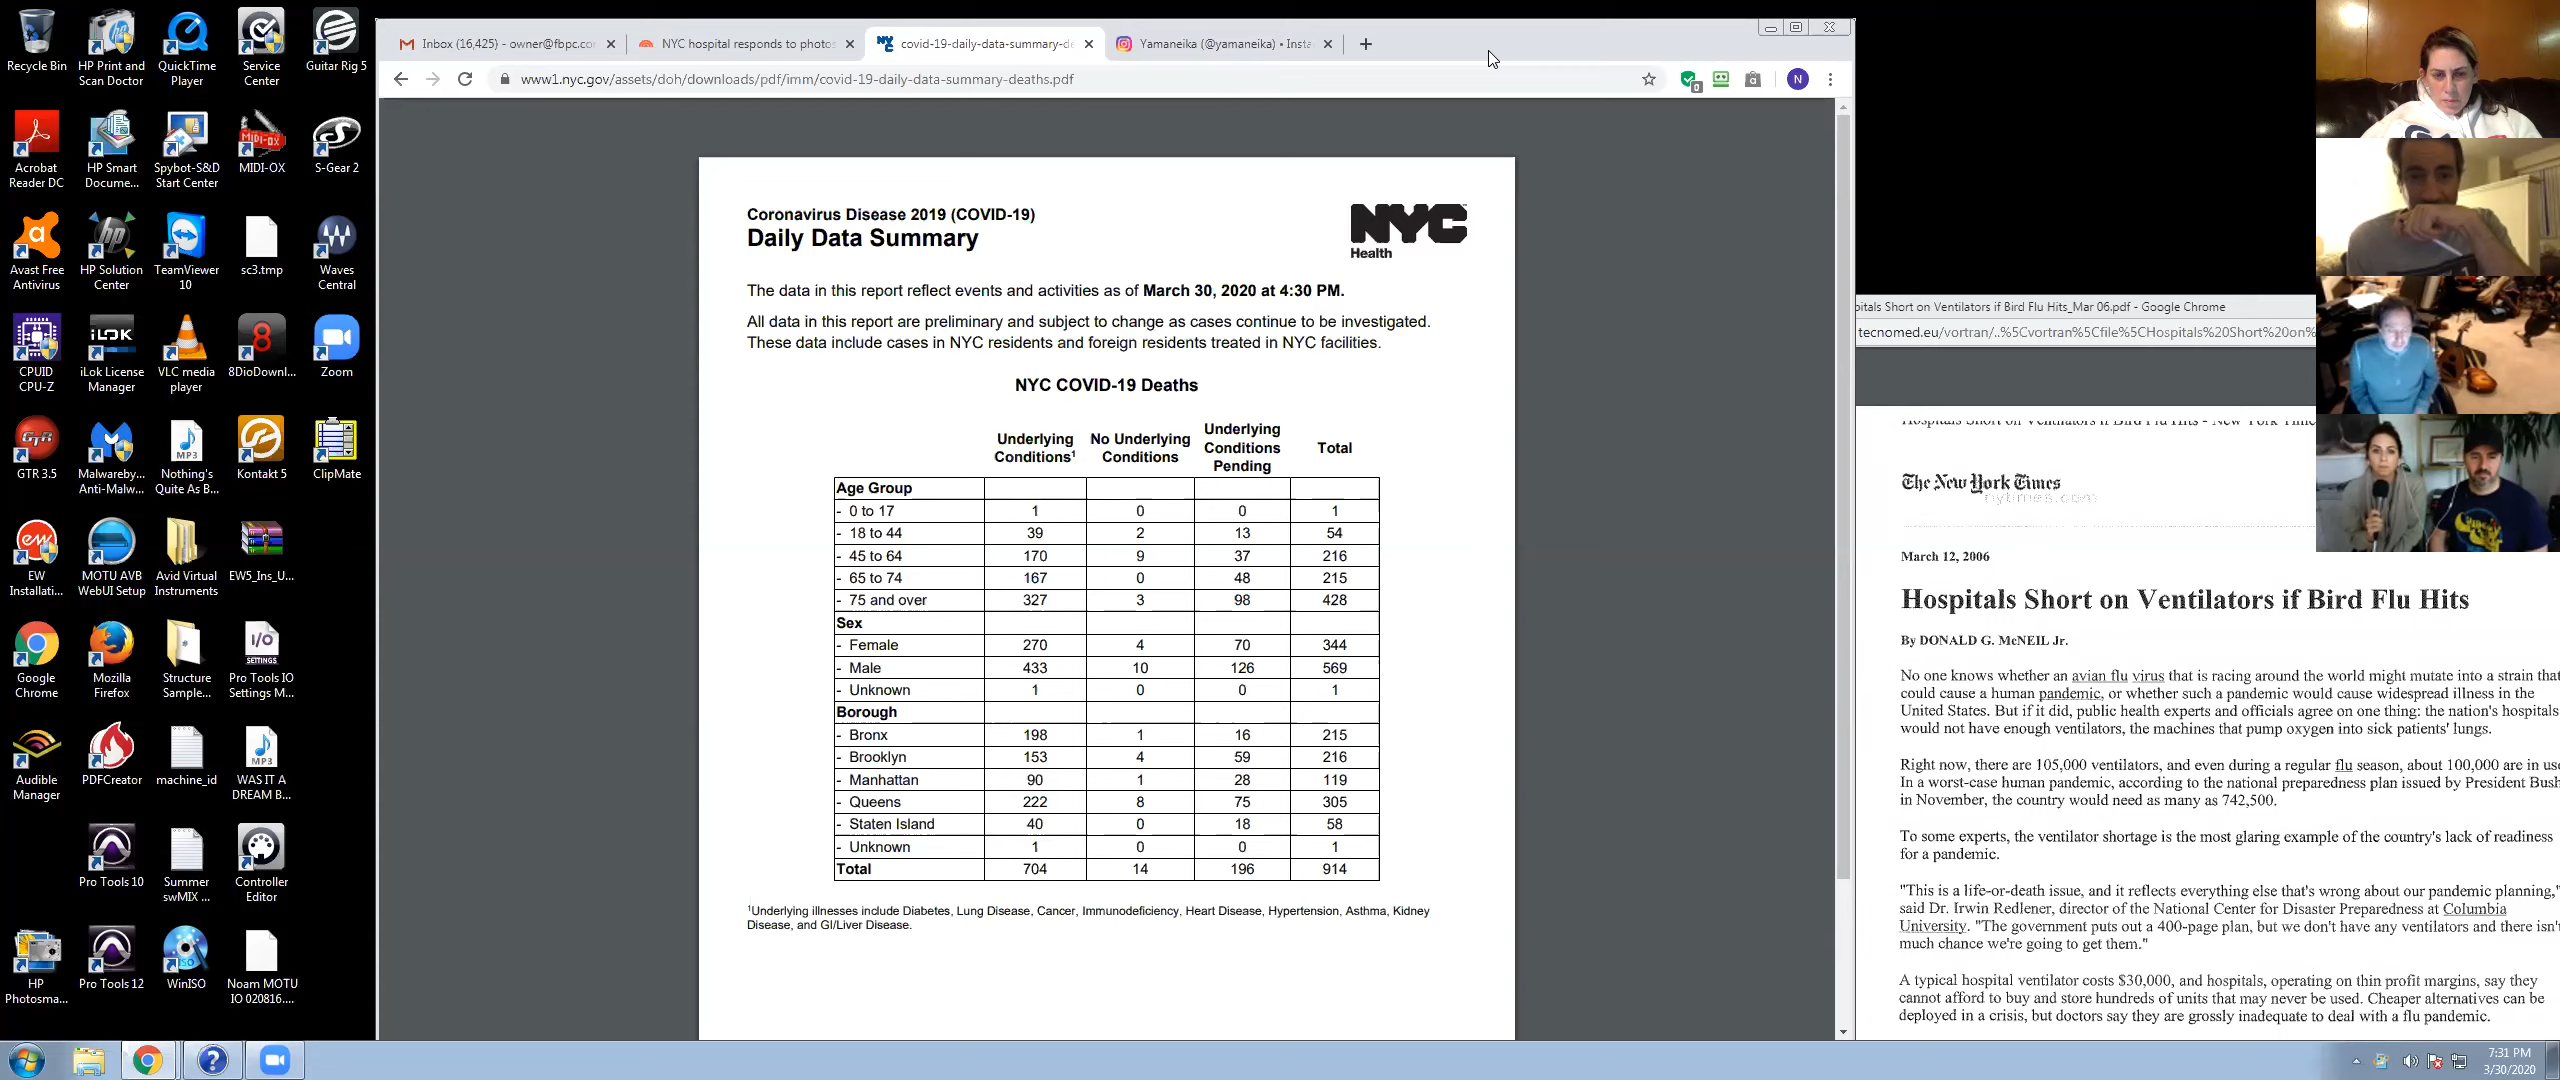 Recycle Bin
HP Print and Scan Doctor
QuickTime Player
Service Center
Guitar Rig 5
Acrobat Reader DC
HP Smart Docume...
Spybot-S&D Start Center
MIDI-OX
S-Gear 2
Avast Free Antivirus
HP Solution Center
TeamViewer 10
sc3.tmp
Waves Central
CPUID CPU-Z
iLok License Manager
VLC media player
8DioDownl...
Zoom
GTR 3.5
Malwareby... Anti-Malw...
Nothing's Quite As B...
Kontakt 5
ClipMate
EW Installati...
MOTU AVB WebUI Setup
Avid Virtual Instruments
EW5_Ins_U...
Google Chrome
Mozilla Firefox
Structure Sample...
Pro Tools IO Settings M...
Audible Manager
PDFCreator
machine_id
WAS IT A DREAM B...
Pro Tools 10
Summer swMIX ...
Controller Editor
HP Photosma...
Pro Tools 12
WinISO
Noam MOTU IO 020816....
Inbox (16,425) - owner@fbpc.co
NYC hospital responds to photos
covid-19-daily-data-summary-de
Yamaneika (@yamaneika) • Insta
www1.nyc.gov/assets/doh/downloads/pdf/imm/covid-19-daily-data-summary-deaths.pdf
N
Coronavirus Disease 2019 (COVID-19)
Daily Data Summary
NYC
Health
The data in this report reflect events and activities as of March 30, 2020 at 4:30 PM.
All data in this report are preliminary and subject to change as cases continue to be investigated.
These data include cases in NYC residents and foreign residents treated in NYC facilities.
NYC COVID-19 Deaths
Underlying Conditions¹ No Underlying Conditions Underlying Conditions Pending Total
Age Group
- 0 to 17 1 0 0 1
- 18 to 44 39 2 13 54
- 45 to 64 170 9 37 216
- 65 to 74 167 0 48 215
- 75 and over 327 3 98 428
Sex
- Female 270 4 70 344
- Male 433 10 126 569
- Unknown 1 0 0 1
Borough
- Bronx 198 1 16 215
- Brooklyn 153 4 59 216
- Manhattan 90 1 28 119
- Queens 222 8 75 305
- Staten Island 40 0 18 58
- Unknown 1 0 0 1
Total 704 14 196 914
¹Underlying illnesses include Diabetes, Lung Disease, Cancer, Immunodeficiency, Heart Disease, Hypertension, Asthma, Kidney
Disease, and GI/Liver Disease.
pitals Short on Ventilators if Bird Flu Hits_Mar 06.pdf - Google Chrome
tecnomed.eu/vortran/..%5Cvortran%5Cfile%5CHospitals%20Short%20on%
Hospitals Short on Ventilators if Bird Flu Hits - New York Time
The New York Times
nytimes.com
March 12, 2006
Hospitals Short on Ventilators if Bird Flu Hits
By DONALD G. McNEIL Jr.
No one knows whether an avian flu virus that is racing around the world might mutate into a strain that
could cause a human pandemic, or whether such a pandemic would cause widespread illness in the
United States. But if it did, public health experts and officials agree on one thing: the nation's hospitals
would not have enough ventilators, the machines that pump oxygen into sick patients' lungs.
Right now, there are 105,000 ventilators, and even during a regular flu season, about 100,000 are in use
In a worst-case human pandemic, according to the national preparedness plan issued by President Bush
in November, the country would need as many as 742,500.
To some experts, the ventilator shortage is the most glaring example of the country's lack of readiness
for a pandemic.
"This is a life-or-death issue, and it reflects everything else that's wrong about our pandemic planning,"
said Dr. Irwin Redlener, director of the National Center for Disaster Preparedness at Columbia
University. "The government puts out a 400-page plan, but we don't have any ventilators and there isn't
much chance we're going to get them."
A typical hospital ventilator costs $30,000, and hospitals, operating on thin profit margins, say they
cannot afford to buy and store hundreds of units that may never be used. Cheaper alternatives can be
deployed in a crisis, but doctors say they are grossly inadequate to deal with a flu pandemic.
7:31 PM
3/30/2020